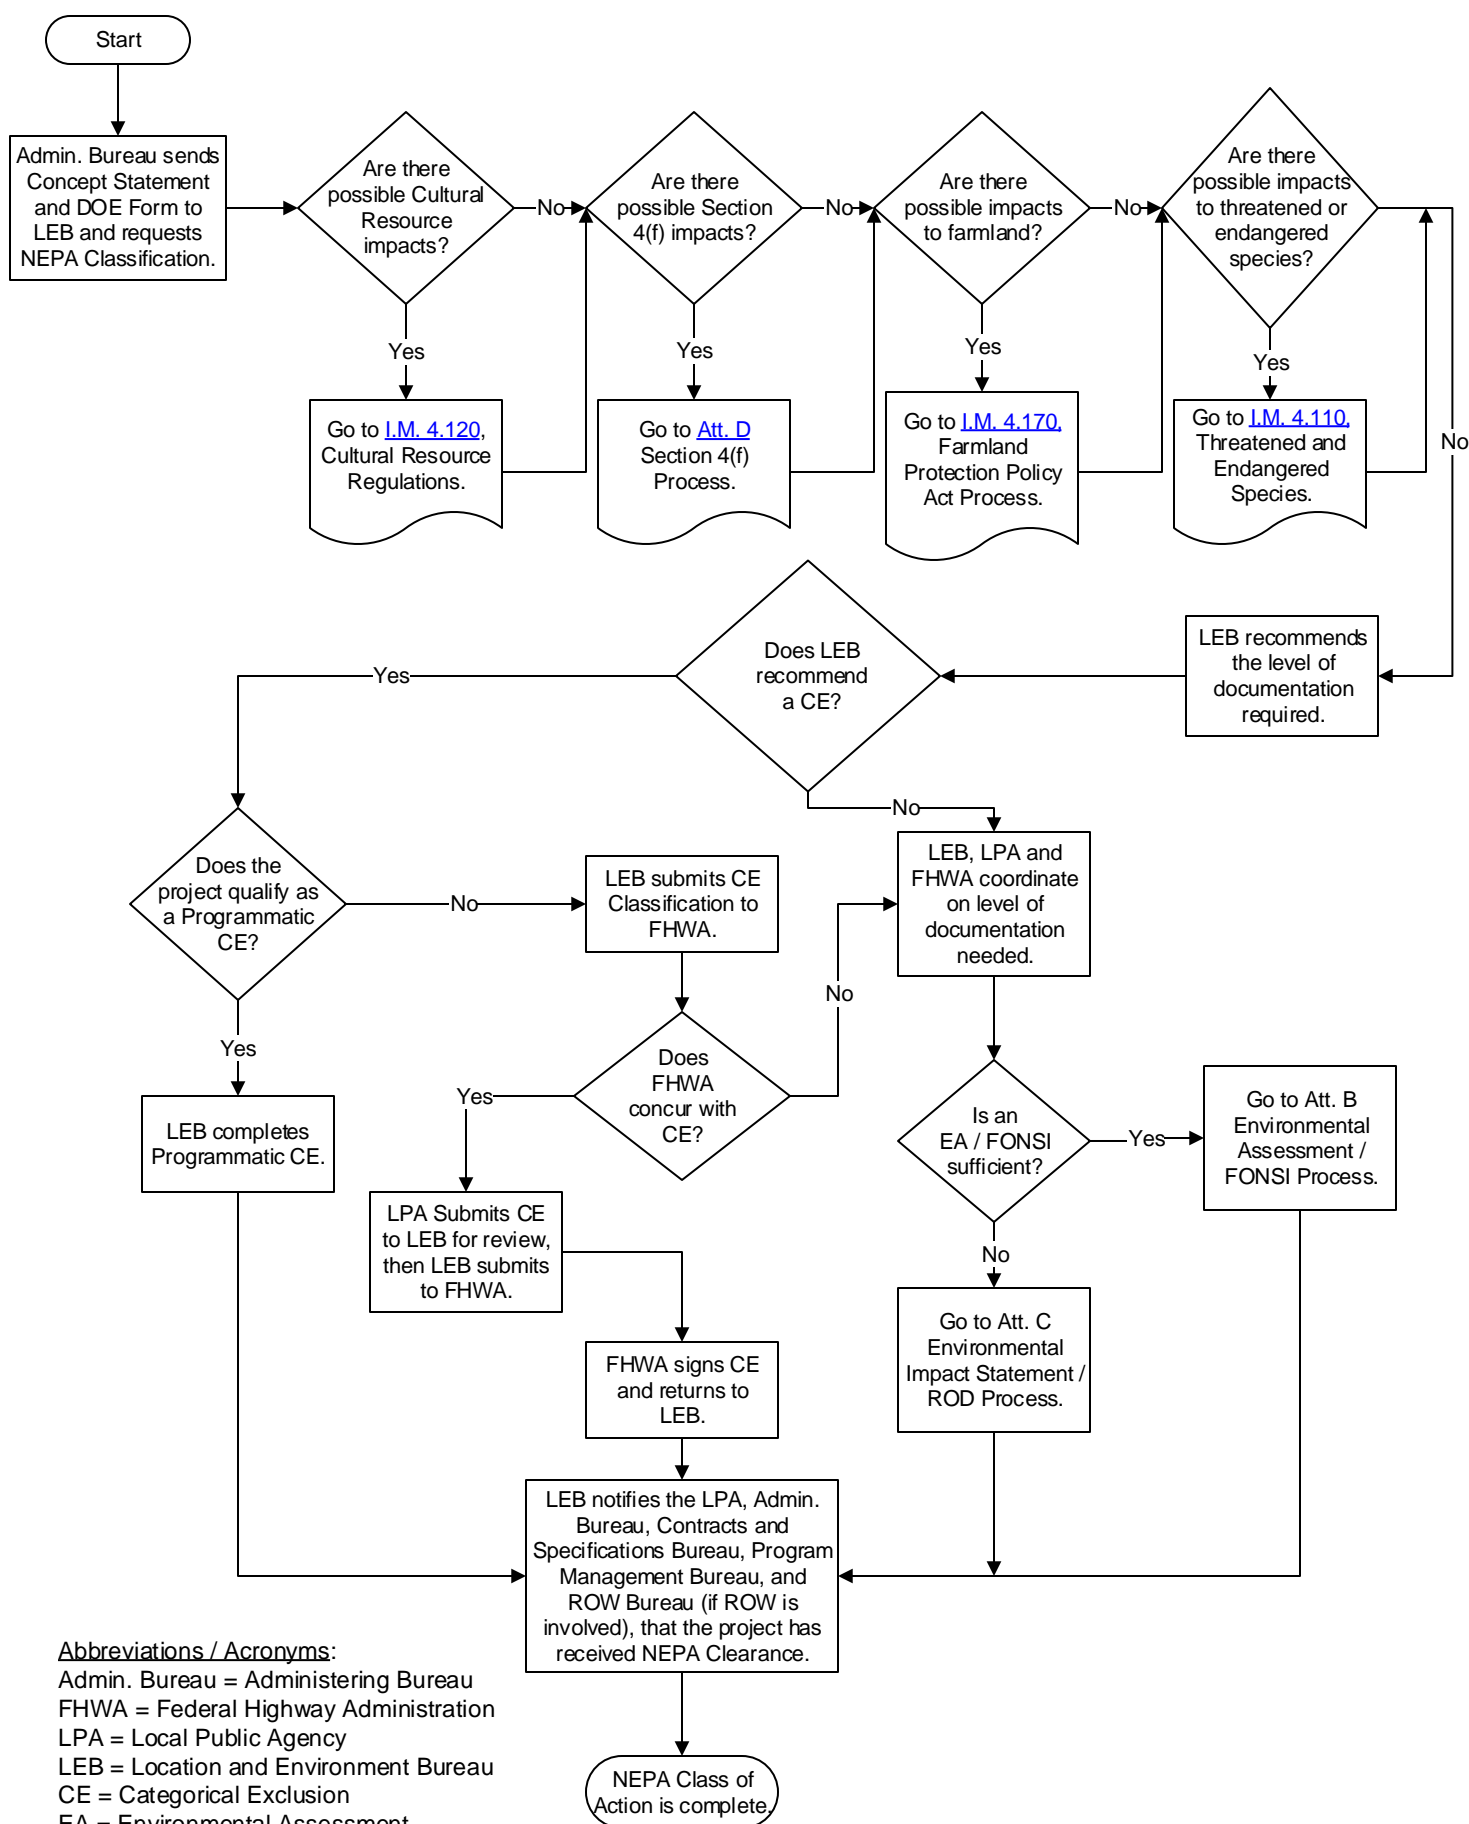 Start
Admin. Bureau sends
Concept Statement
and DOE Form to
LEB and requests
NEPA Classification.
Are there
possible Cultural
Resource
impacts?
No
Are there
possible Section
4(f) impacts?
No
Are there
possible impacts
to farmland?
No
Are there
possible impacts
to threatened or
endangered
species?
No
Yes
Yes
Yes
Yes
Go to I.M. 4.120,
Cultural Resource
Regulations.
Go to Att. D
Section 4(f)
Process.
Go to I.M. 4.170,
Farmland
Protection Policy
Act Process.
Go to I.M. 4.110,
Threatened and
Endangered
Species.
LEB recommends
the level of
documentation
required.
Does LEB
recommend
a CE?
Yes
No
Does the
project qualify as
a Programmatic
CE?
No
Yes
LEB submits CE
Classification to
FHWA.
LEB, LPA and
FHWA coordinate
on level of
documentation
needed.
Does
FHWA
concur with
CE?
No
Yes
LEB completes
Programmatic CE.
Is an
EA / FONSI
sufficient?
Yes
No
Go to Att. B
Environmental
Assessment /
FONSI Process.
LPA Submits CE
to LEB for review,
then LEB submits
to FHWA.
Go to Att. C
Environmental
Impact Statement /
ROD Process.
FHWA signs CE
and returns to
LEB.
LEB notifies the LPA, Admin.
Bureau, Contracts and
Specifications Bureau, Program
Management Bureau, and
ROW Bureau (if ROW is
involved), that the project has
received NEPA Clearance.
NEPA Class of
Action is complete.
Abbreviations / Acronyms:
Admin. Bureau = Administering Bureau
FHWA = Federal Highway Administration
LPA = Local Public Agency
LEB = Location and Environment Bureau
CE = Categorical Exclusion
EA = Environmental Assessment